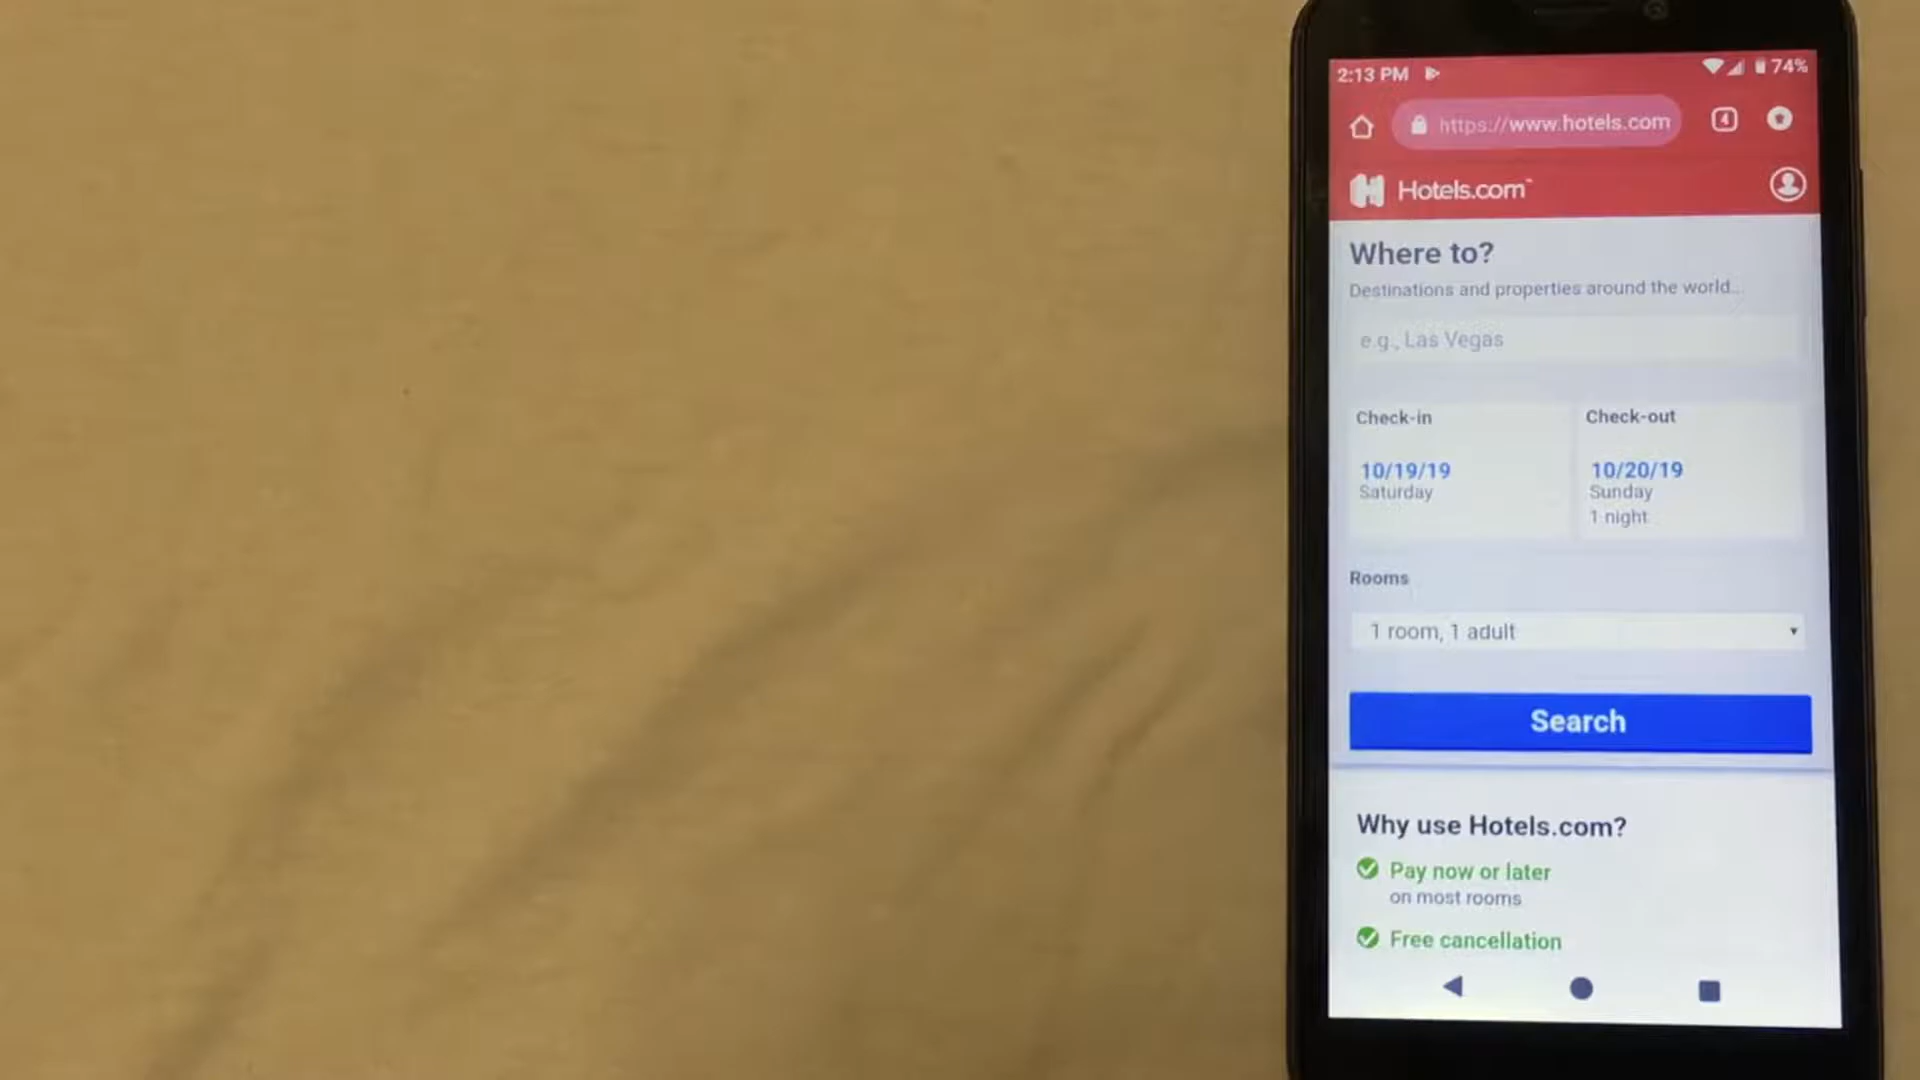 2:13 PM
74%
https://www.hotels.com
4
Hotels.com™
Where to?
Destinations and properties around the world...
e.g., Las Vegas
Check-in
Check-out
10/19/19
10/20/19
Saturday
Sunday
1 night
Rooms
1 room, 1 adult
Search
Why use Hotels.com?
Pay now or later
on most rooms
Free cancellation